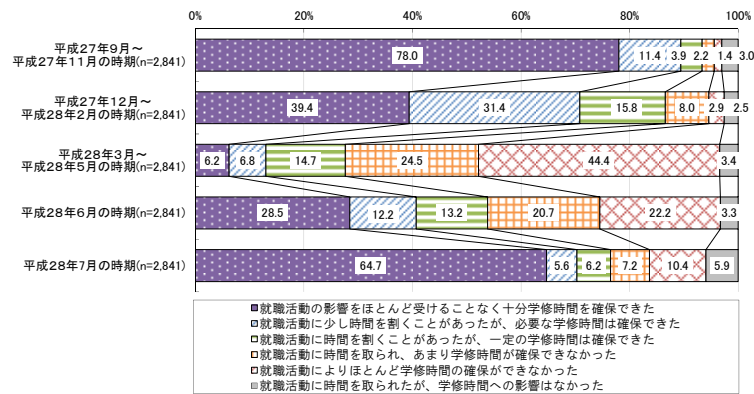 0% 20% 40% 60% 80% 100%
平成27年9月～
平成27年11月の時期(n=2,841)
78.0 11.4 3.9 2.2 1.4 3.0
平成27年12月～
平成28年2月の時期(n=2,841)
39.4 31.4 15.8 8.0 2.9 2.5
平成28年3月～
平成28年5月の時期(n=2,841)
6.2 6.8 14.7 24.5 44.4 3.4
平成28年6月の時期(n=2,841)
28.5 12.2 13.2 20.7 22.2 3.3
平成28年7月の時期(n=2,841)
64.7 5.6 6.2 7.2 10.4 5.9
就職活動の影響をほとんど受けることなく十分学修時間を確保できた
就職活動に少し時間を割くことがあったが、必要な学修時間は確保できた
就職活動に時間を割くことがあったが、一定の学修時間は確保できた
就職活動に時間を取られ、あまり学修時間が確保できなかった
就職活動によりほとんど学修時間の確保ができなかった
就職活動に時間を取られたが、学修時間への影響はなかった